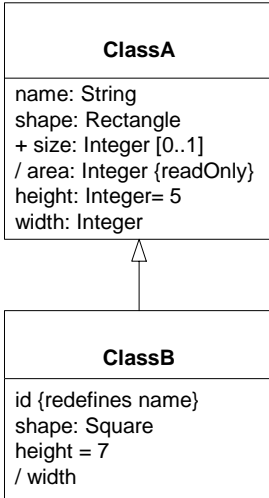 ClassA
name: String
shape: Rectangle
+ size: Integer [0..1]
/ area: Integer {readOnly}
height: Integer= 5
width: Integer
ClassB
id {redefines name}
shape: Square
height = 7
/ width